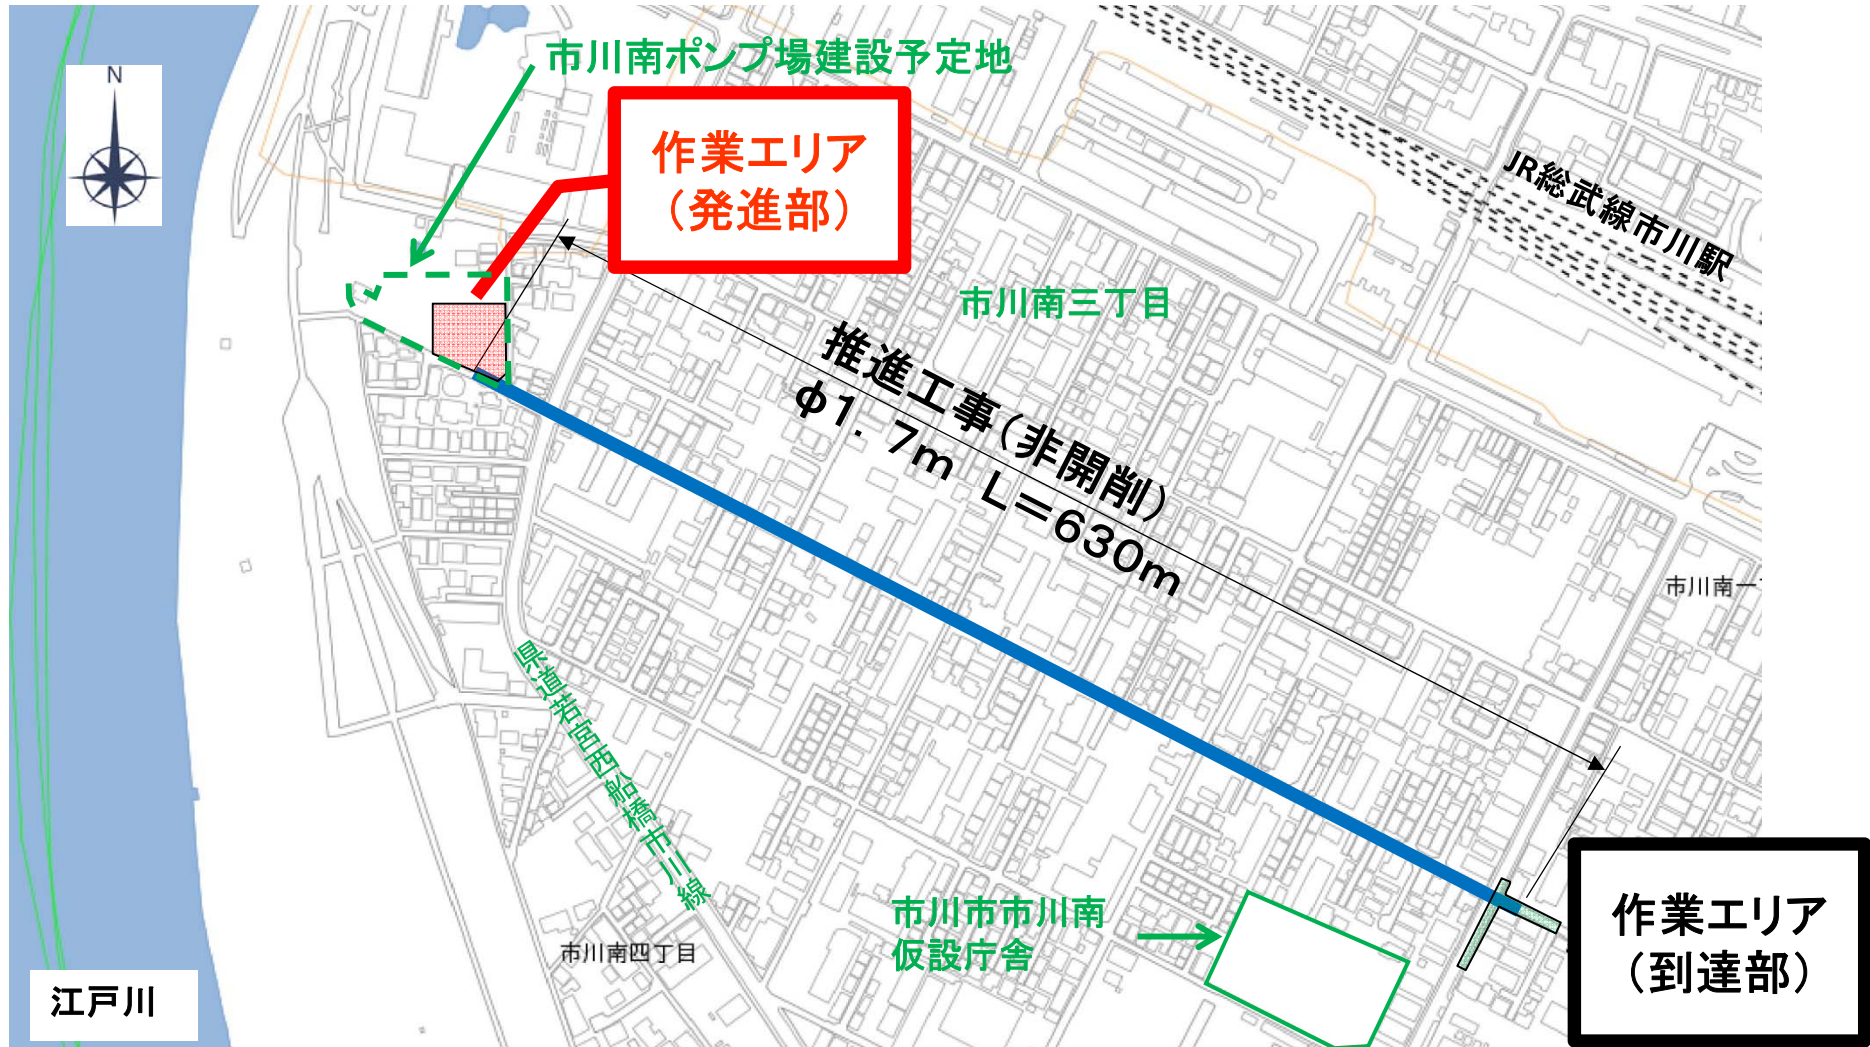 N
市川南ポンプ場建設予定地
作業エリア
（発進部）
JR総武線市川駅
市川南三丁目
推進工事（非開削）
φ1．7m L＝630m
市川南一
県道若宮西船橋市川線
市川市市川南
仮設庁舎
市川南四丁目
作業エリア
（到達部）
江戸川